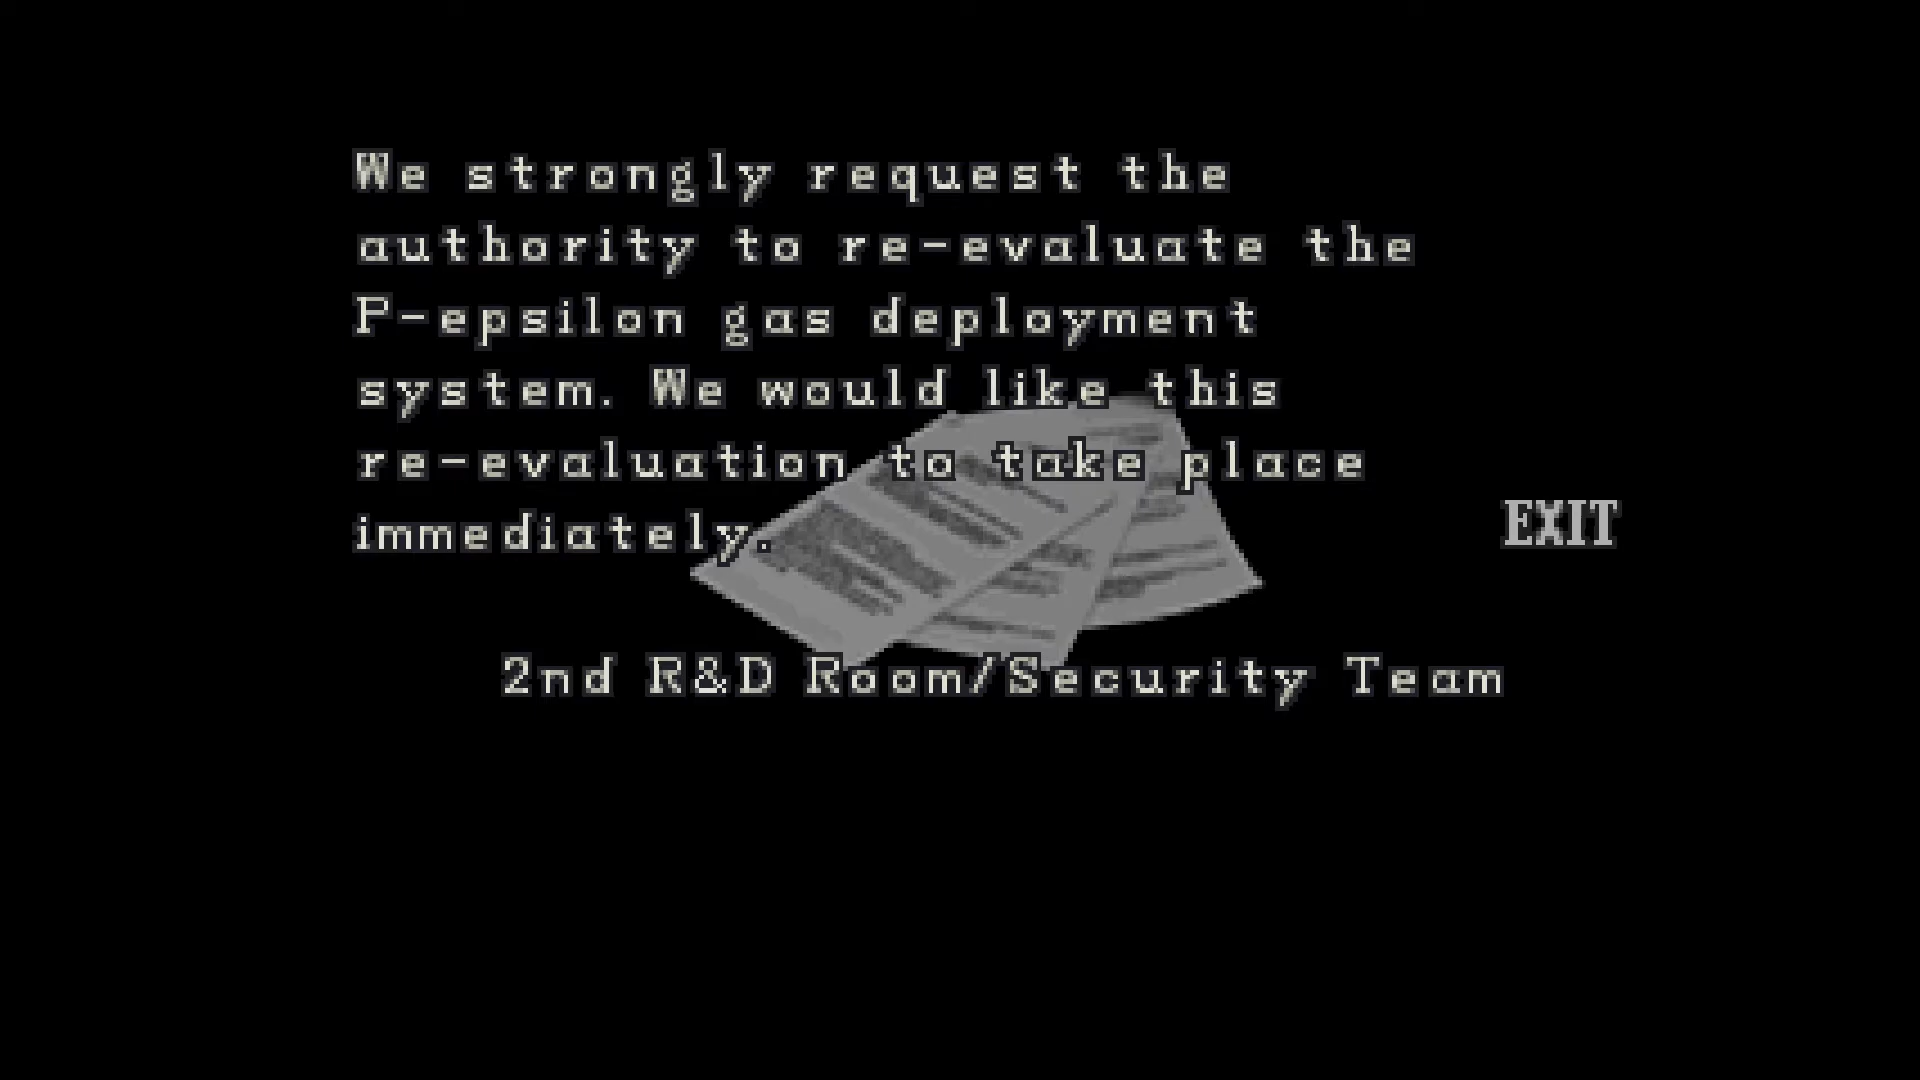 We strongly request the
authority to re-evaluate the
P-epsilon gas deployment
system. We would like this
re-evaluation to take place
immediately.
EXIT
2nd R&D Room/Security Team